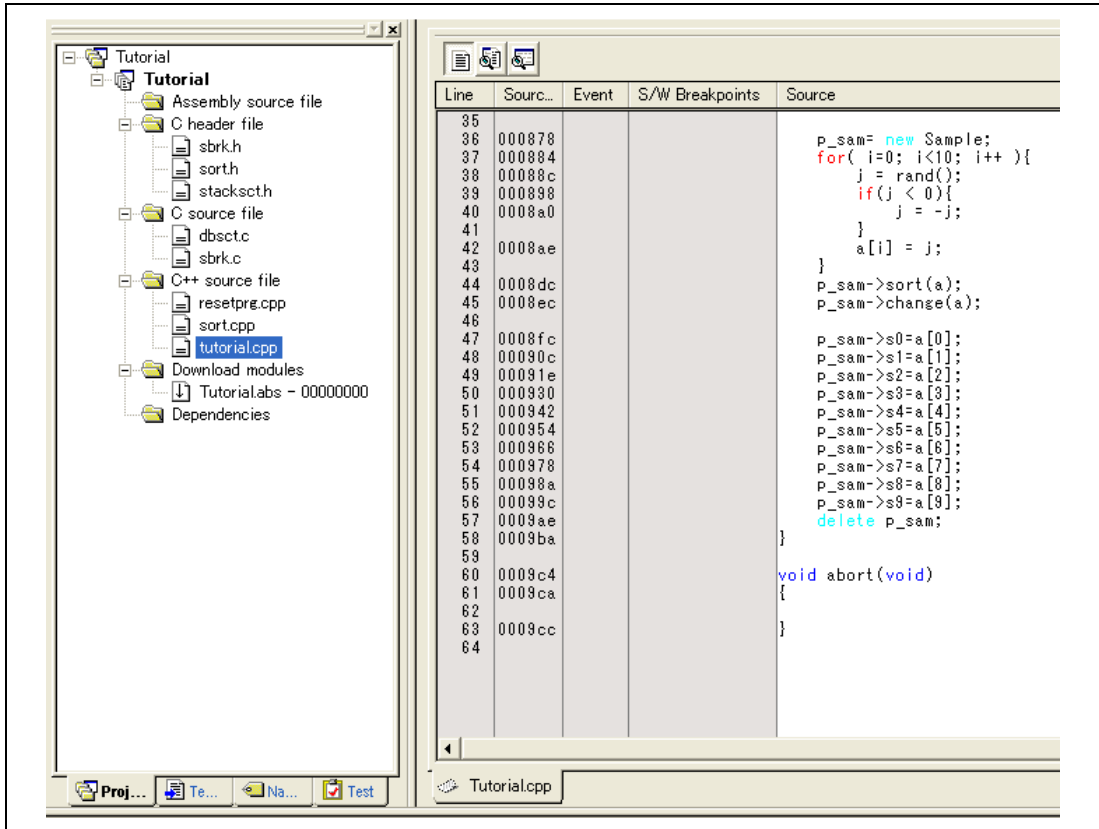 Tutorial
Tutorial
Assembly source file
C header file
sbrk.h
sort.h
stacksct.h
C source file
dbsct.c
sbrk.c
C++ source file
resetprg.cpp
sort.cpp
tutorial.cpp
Download modules
Tutorial.abs - 00000000
Dependencies
Proj... Te... Na... Test
Line Sourc... Event S/W Breakpoints Source
35
36 000878 p_sam= new Sample;
37 000884 for( i=0; i<10; i++ ){
38 00088c j = rand();
39 000898 if(j < 0){
40 0008a0 j = -j;
41 }
42 0008ae a[i] = j;
43 }
44 0008dc p_sam->sort(a);
45 0008ec p_sam->change(a);
46
47 0008fc p_sam->s0=a[0];
48 00090c p_sam->s1=a[1];
49 00091e p_sam->s2=a[2];
50 000930 p_sam->s3=a[3];
51 000942 p_sam->s4=a[4];
52 000954 p_sam->s5=a[5];
53 000966 p_sam->s6=a[6];
54 000978 p_sam->s7=a[7];
55 00098a p_sam->s8=a[8];
56 00099c p_sam->s9=a[9];
57 0009ae delete p_sam;
58 0009ba }
59
60 0009c4 void abort(void)
61 0009ca {
62
63 0009cc }
64
Tutorial.cpp